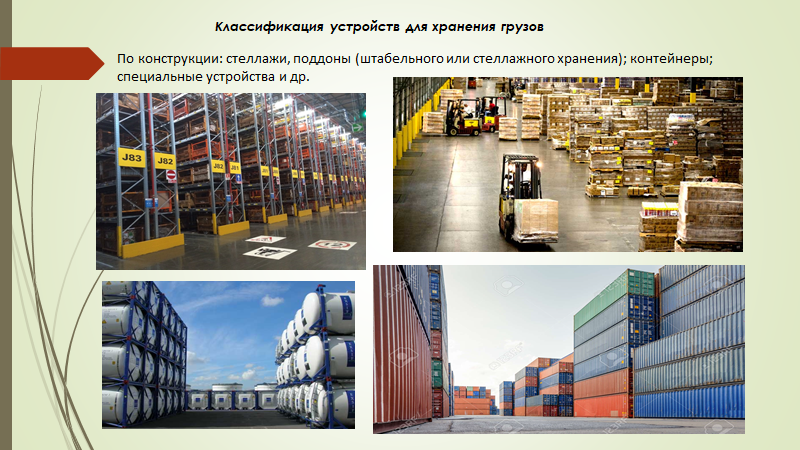 Классификация устройств для хранения грузов
По конструкции: стеллажи, поддоны (штабельного или стеллажного хранения); контейнеры;
специальные устройства и др.
J83
J82